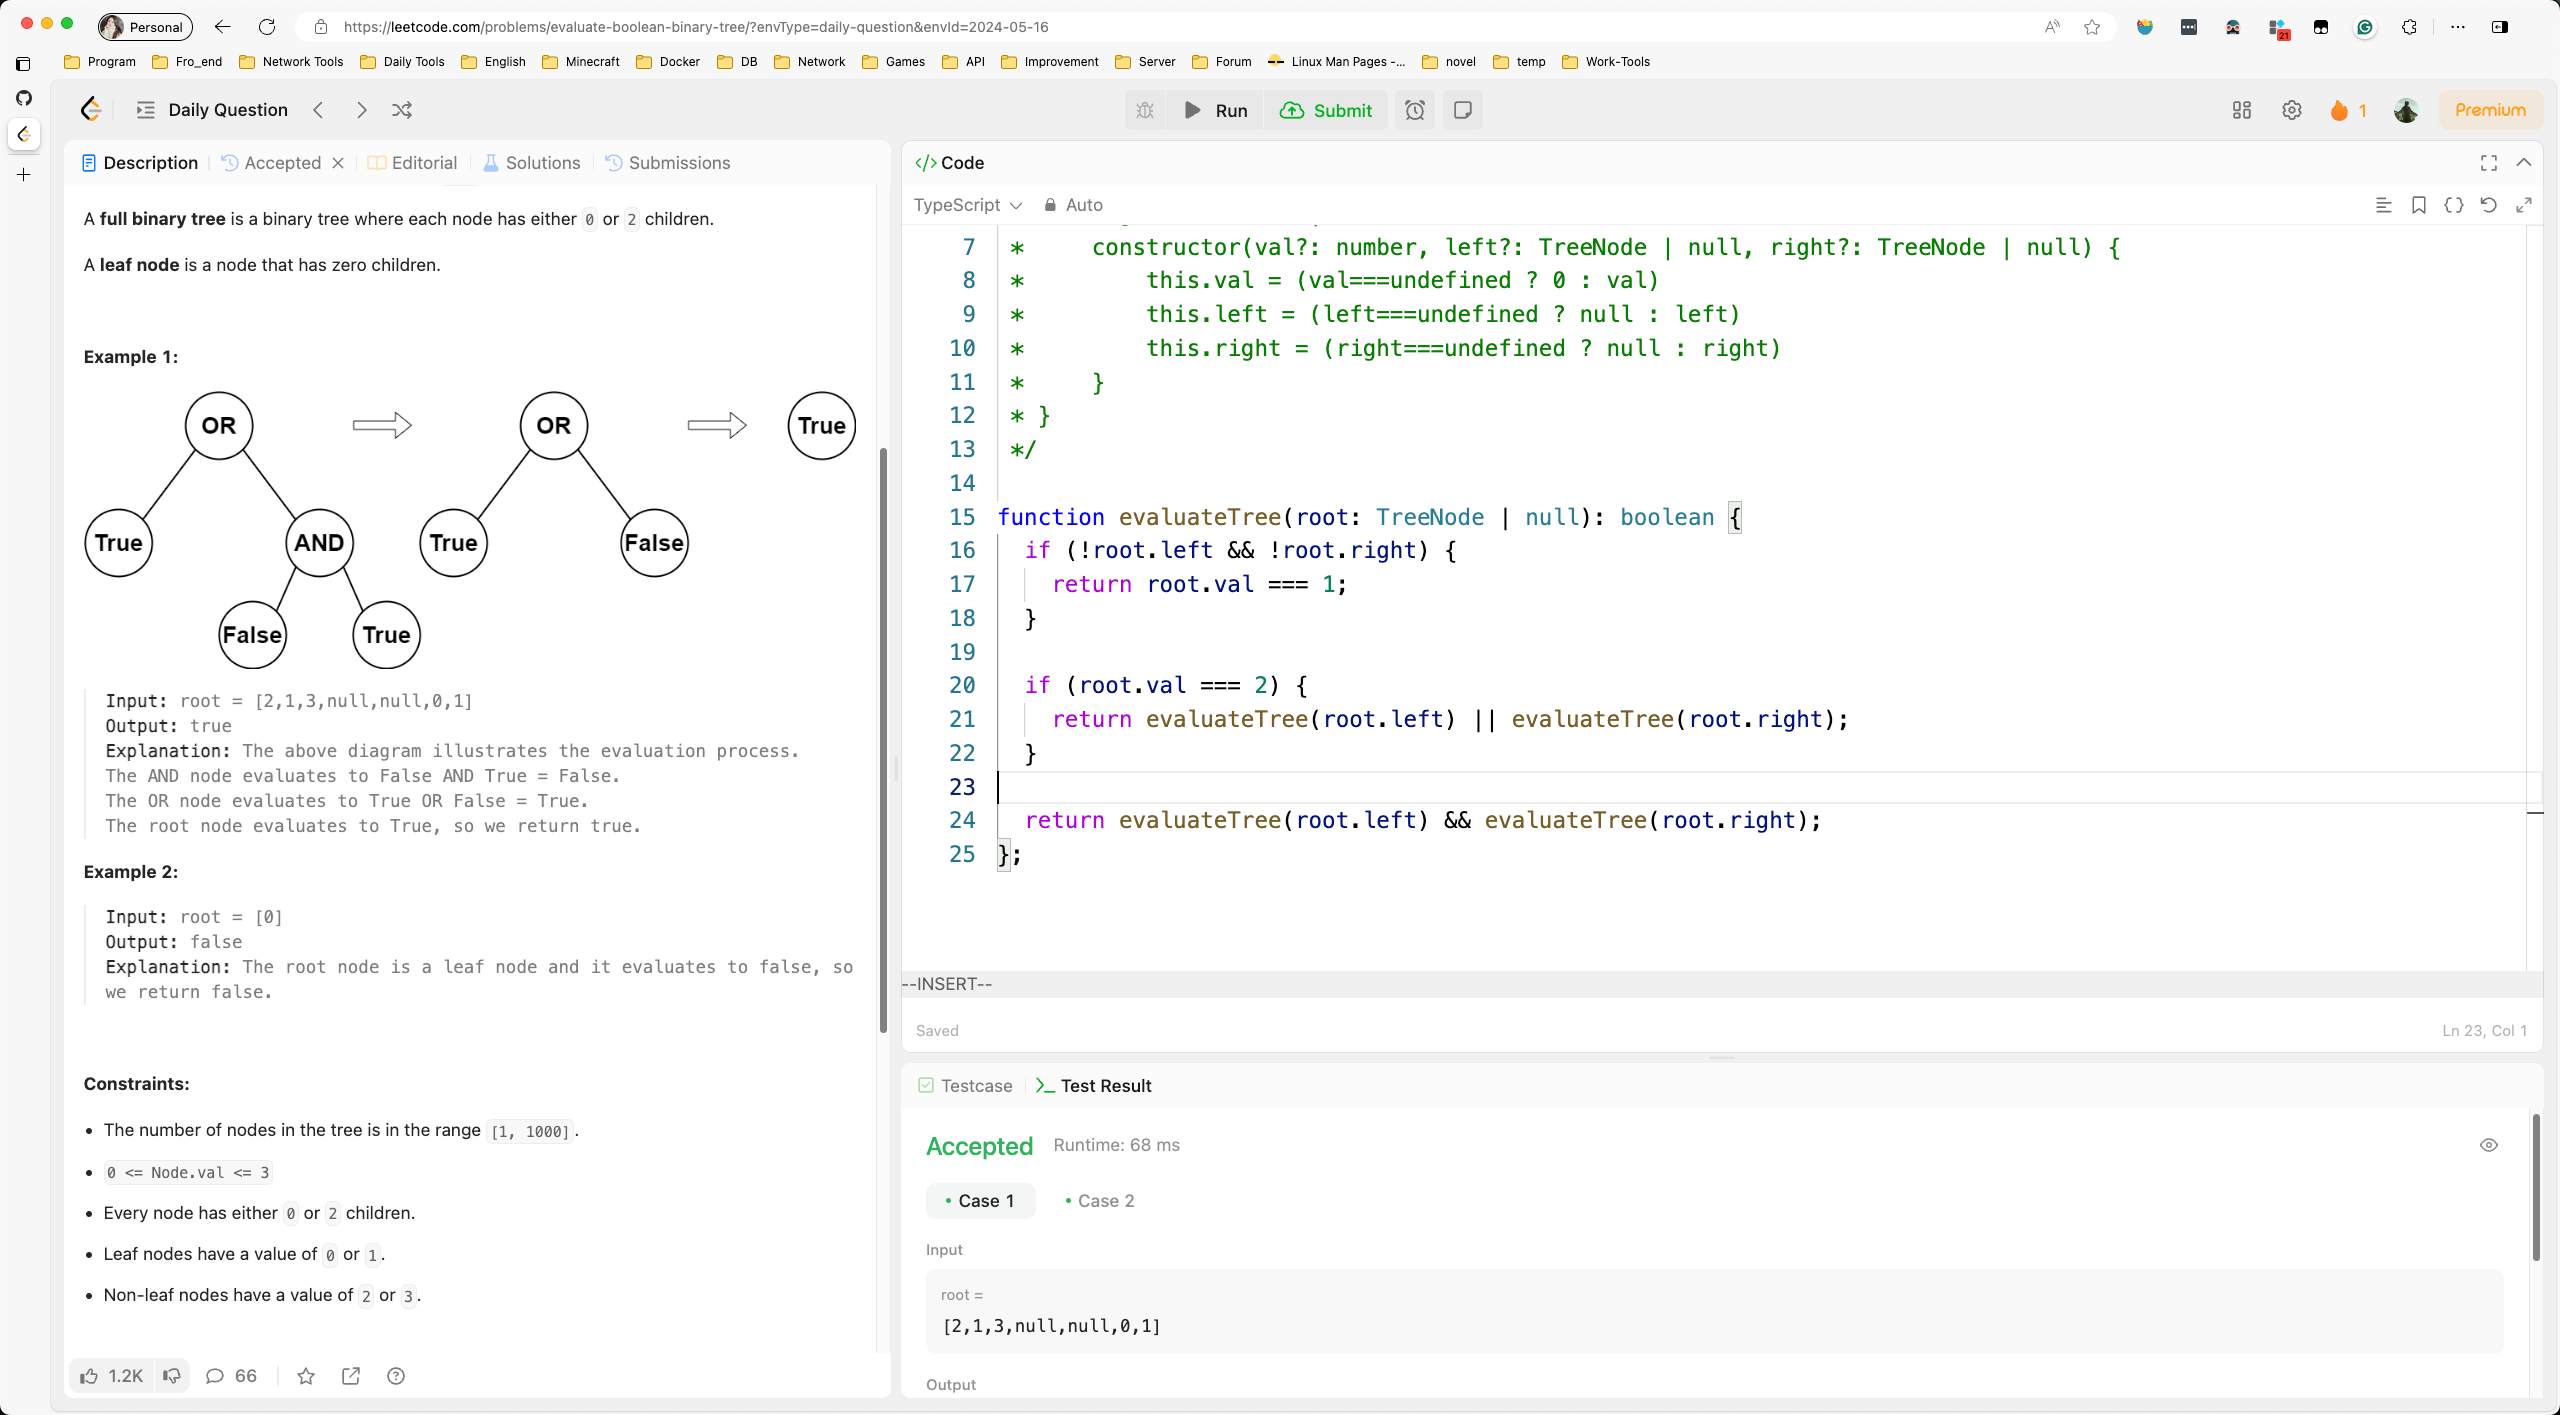 Personal
https://leetcode.com/problems/evaluate-boolean-binary-tree/?envType=daily-question&envId=2024-05-16
21
Program Fro_end Network Tools Daily Tools English Minecraft Docker DB Network Games API Improvement Server Forum Linux Man Pages -... novel temp Work-Tools
Daily Question
Run Submit
1 Premium
Description Accepted Editorial Solutions Submissions
A full binary tree is a binary tree where each node has either 0 or 2 children.
A leaf node is a node that has zero children.
Example 1:
OR OR True
True AND True False
False True
Input: root = [2,1,3,null,null,0,1]
Output: true
Explanation: The above diagram illustrates the evaluation process.
The AND node evaluates to False AND True = False.
The OR node evaluates to True OR False = True.
The root node evaluates to True, so we return true.
Example 2:
Input: root = [0]
Output: false
Explanation: The root node is a leaf node and it evaluates to false, so
we return false.
Constraints:
• The number of nodes in the tree is in the range [1, 1000].
• 0 <= Node.val <= 3
• Every node has either 0 or 2 children.
• Leaf nodes have a value of 0 or 1.
• Non-leaf nodes have a value of 2 or 3.
1.2K 66
</> Code
TypeScript Auto
7 *     constructor(val?: number, left?: TreeNode | null, right?: TreeNode | null) {
8 *         this.val = (val===undefined ? 0 : val)
9 *         this.left = (left===undefined ? null : left)
10 *         this.right = (right===undefined ? null : right)
11 *     }
12 * }
13 */
14
15 function evaluateTree(root: TreeNode | null): boolean {
16   if (!root.left && !root.right) {
17     return root.val === 1;
18   }
19
20   if (root.val === 2) {
21     return evaluateTree(root.left) || evaluateTree(root.right);
22   }
23
24   return evaluateTree(root.left) && evaluateTree(root.right);
25 };
--INSERT--
Saved Ln 23, Col 1
Testcase Test Result
Accepted Runtime: 68 ms
• Case 1 • Case 2
Input
root =
[2,1,3,null,null,0,1]
Output